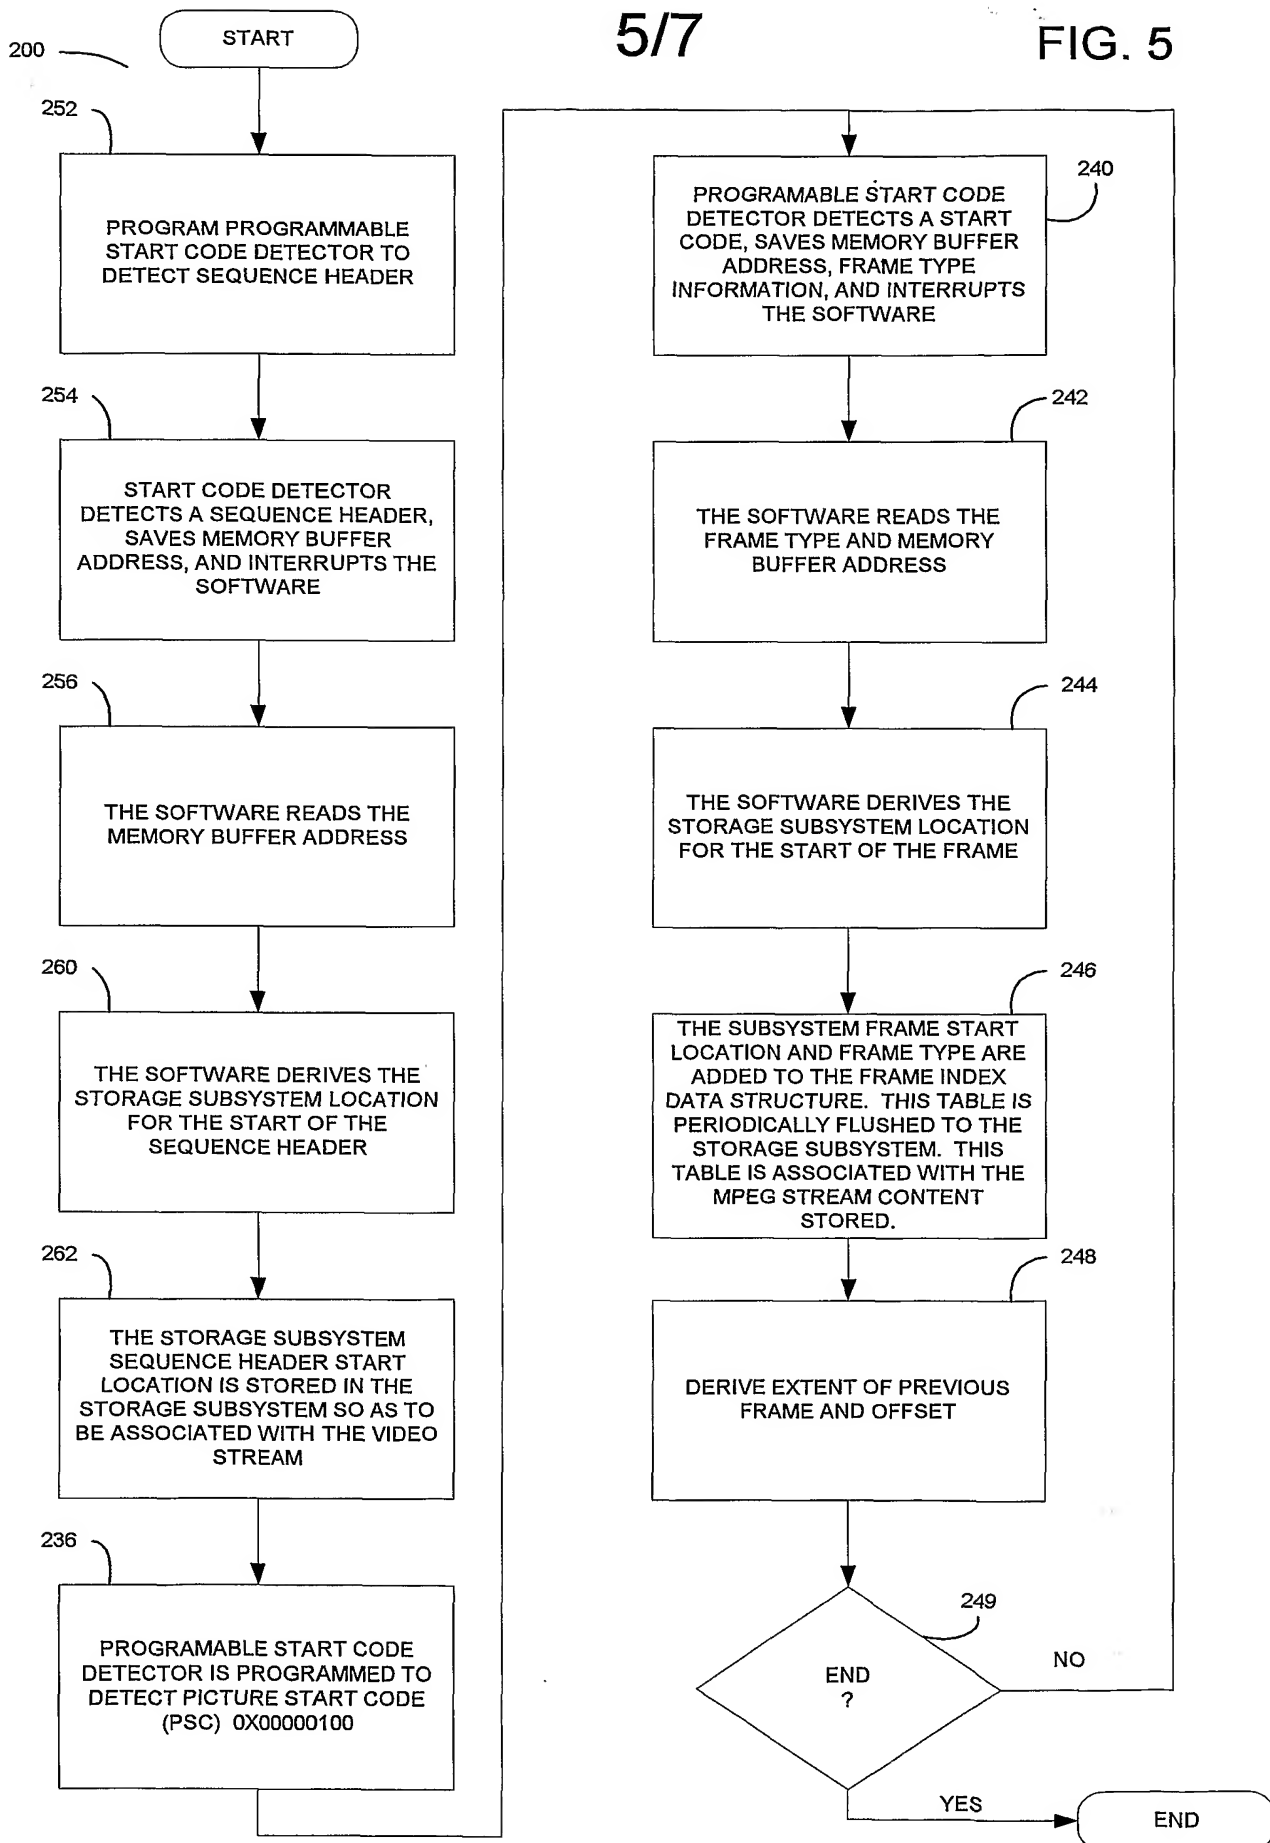 5/7
FIG. 5
START
200
252
PROGRAM PROGRAMMABLE
START CODE DETECTOR TO
DETECT SEQUENCE HEADER
254
START CODE DETECTOR
DETECTS A SEQUENCE HEADER,
SAVES MEMORY BUFFER
ADDRESS, AND INTERRUPTS THE
SOFTWARE
256
THE SOFTWARE READS THE
MEMORY BUFFER ADDRESS
260
THE SOFTWARE DERIVES THE
STORAGE SUBSYSTEM LOCATION
FOR THE START OF THE
SEQUENCE HEADER
262
THE STORAGE SUBSYSTEM
SEQUENCE HEADER START
LOCATION IS STORED IN THE
STORAGE SUBSYSTEM SO AS TO
BE ASSOCIATED WITH THE VIDEO
STREAM
236
PROGRAMABLE START CODE
DETECTOR IS PROGRAMMED TO
DETECT PICTURE START CODE
(PSC) 0X00000100
240
PROGRAMABLE START CODE
DETECTOR DETECTS A START
CODE, SAVES MEMORY BUFFER
ADDRESS, FRAME TYPE
INFORMATION, AND INTERRUPTS
THE SOFTWARE
242
THE SOFTWARE READS THE
FRAME TYPE AND MEMORY
BUFFER ADDRESS
244
THE SOFTWARE DERIVES THE
STORAGE SUBSYSTEM LOCATION
FOR THE START OF THE FRAME
246
THE SUBSYSTEM FRAME START
LOCATION AND FRAME TYPE ARE
ADDED TO THE FRAME INDEX
DATA STRUCTURE. THIS TABLE IS
PERIODICALLY FLUSHED TO THE
STORAGE SUBSYSTEM. THIS
TABLE IS ASSOCIATED WITH THE
MPEG STREAM CONTENT
STORED.
248
DERIVE EXTENT OF PREVIOUS
FRAME AND OFFSET
249
END
?
NO
YES
END